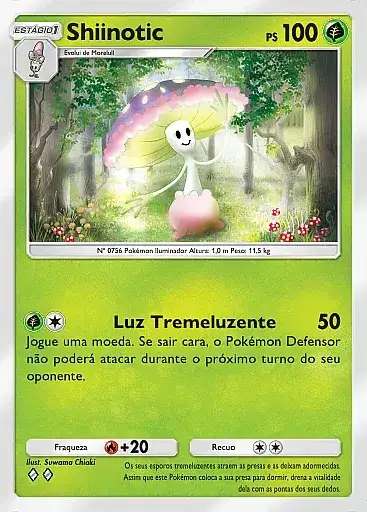 ESTÁGIO 1
Shiinotic
PS 100
Evolui de Morelull
N° 0756 Pokémon Iluminador Altura: 1,0 m Peso: 11,5 kg
Luz Tremeluzente 50
Jogue uma moeda. Se sair cara, o Pokémon Defensor
não poderá atacar durante o próximo turno do seu
oponente.
Fraqueza +20 Recuo
Ilust. Suwama Chiaki
Os seus esporos tremeluzentes atraem as presas e as deixam adormecidas.
Assim que este Pokémon coloca a sua presa para dormir, drena a vitalidade
dela com as pontas dos seus dedos.